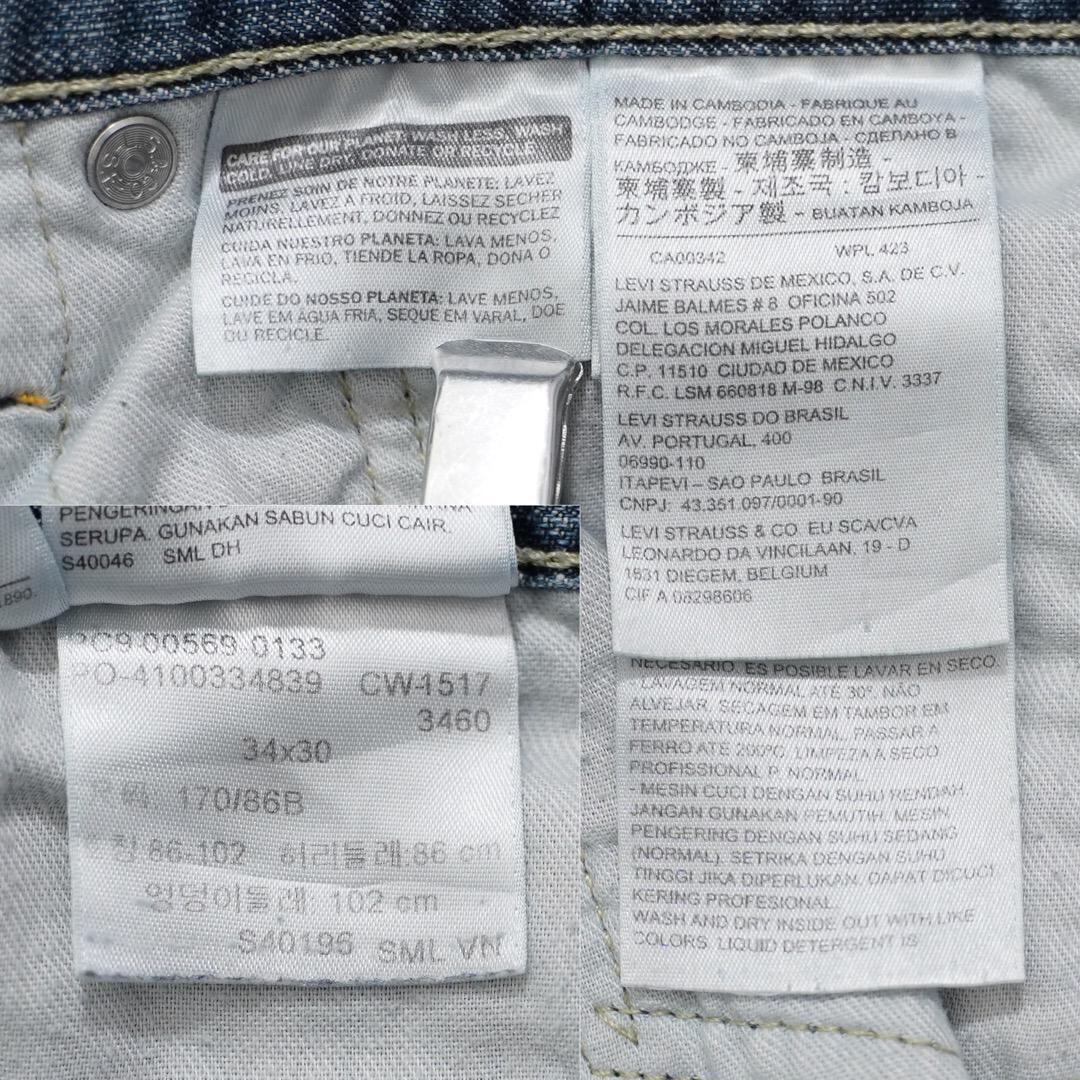 CARE FOR OUR PLANET: WASH LESS, WASH
COLD, LINE DRY, DONATE OR RECYCLE.
PRENEZ SOIN DE NOTRE PLANETE: LAVEZ
MOINS, LAVEZ A FROID, LAISSEZ SECHER
NATURELLEMENT, DONNEZ OU RECYCLEZ
CUIDA NUESTRO PLANETA: LAVA MENOS,
LAVA EN FRIO, TIENDE LA ROPA, DONA O
RECICLA.
CUIDE DO NOSSO PLANETA: LAVE MENOS,
LAVE EM ÁGUA FRIA, SEQUE EM VARAL, DOE
OU RECICLE.
MADE IN CAMBODIA - FABRIQUE AU
CAMBODGE - FABRICADO EN CAMBOYA -
FABRICADO NO CAMBOJA - СДЕЛАНО В
КАМБОДЖЕ - 柬埔寨制造 -
柬埔寨製 - 제조국 : 캄보디아 -
カンボジア製 - BUATAN KAMBOJA
CA00342 WPL 423
LEVI STRAUSS DE MEXICO, S.A. DE C.V.
JAIME BALMES # 8 OFICINA 502
COL. LOS MORALES POLANCO
DELEGACION MIGUEL HIDALGO
C.P. 11510 CIUDAD DE MEXICO
R.F.C. LSM 660818 M-98 C.N.I.V. 3337
LEVI STRAUSS DO BRASIL
AV. PORTUGAL, 400
06990-110
ITAPEVI – SAO PAULO BRASIL
CNPJ: 43.351.097/0001-90
LEVI STRAUSS & CO. EU SCA/CVA
LEONARDO DA VINCILAAN, 19 - D
1831 DIEGEM, BELGIUM
CIF A 08298606
PENGERINGAN
SERUPA. GUNAKAN SABUN CUCI CAIR.
S40046 SML DH
1890.
PC9 00569 0133
PO-4100334839 CW-1517
3460
34x30
170/86B
86-102 허리둘레:86 cm
엉덩이둘레: 102 cm
S40196 SML VN
NECESARIO. ES POSIBLE LAVAR EN SECO.
- LAVAGEM NORMAL ATÉ 30º. NÃO
ALVEJAR. SECAGEM EM TAMBOR EM
TEMPERATURA NORMAL. PASSAR A
FERRO ATÉ 200ºC. LIMPEZA A SECO
PROFISSIONAL P. NORMAL.
- MESIN CUCI DENGAN SUHU RENDAH.
JANGAN GUNAKAN PEMUTIH. MESIN
PENGERING DENGAN SUHU SEDANG
(NORMAL). SETRIKA DENGAN SUHU
TINGGI JIKA DIPERLUKAN. DAPAT DICUCI
KERING PROFESIONAL.
WASH AND DRY INSIDE OUT WITH LIKE
COLORS. LIQUID DETERGENT IS